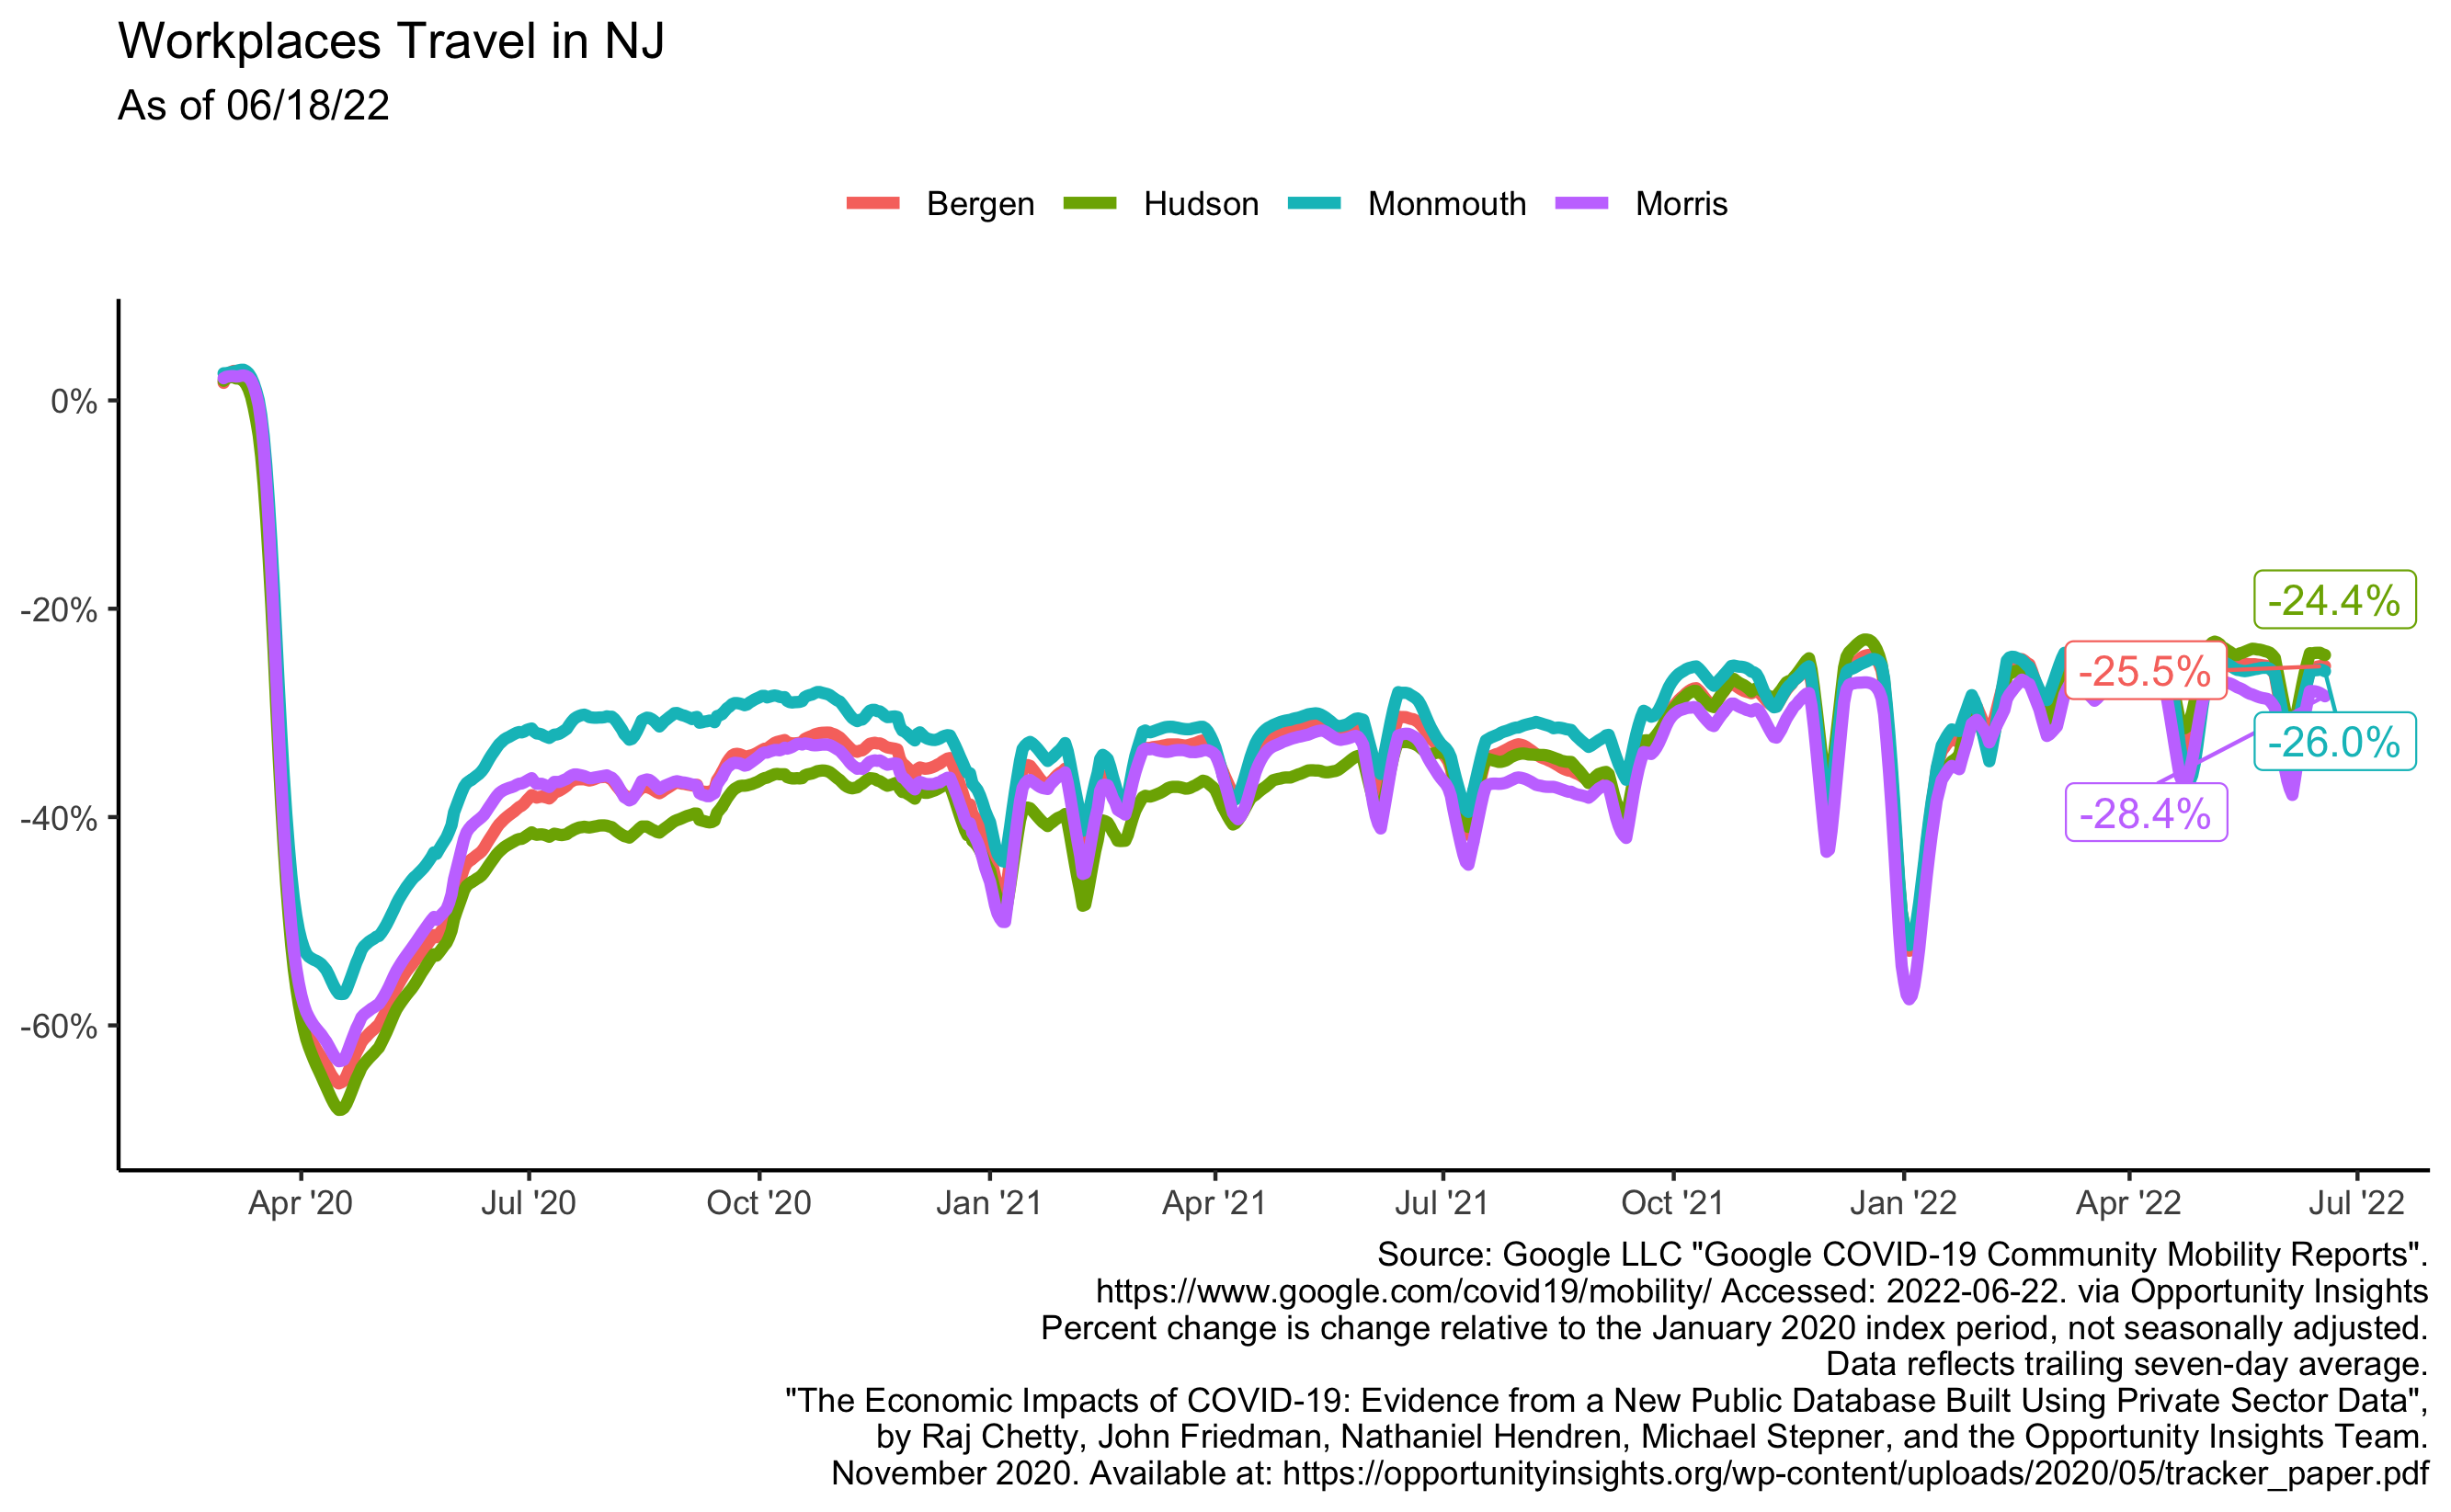 Workplaces Travel in NJ
As of 06/18/22
Bergen Hudson Monmouth Morris
0%
-20%
-40%
-60%
-24.4%
-25.5%
-26.0%
-28.4%
Apr '20 Jul '20 Oct '20 Jan '21 Apr '21 Jul '21 Oct '21 Jan '22 Apr '22 Jul '22
Source: Google LLC "Google COVID-19 Community Mobility Reports".
https://www.google.com/covid19/mobility/ Accessed: 2022-06-22. via Opportunity Insights
Percent change is change relative to the January 2020 index period, not seasonally adjusted.
Data reflects trailing seven-day average.
"The Economic Impacts of COVID-19: Evidence from a New Public Database Built Using Private Sector Data",
by Raj Chetty, John Friedman, Nathaniel Hendren, Michael Stepner, and the Opportunity Insights Team.
November 2020. Available at: https://opportunityinsights.org/wp-content/uploads/2020/05/tracker_paper.pdf